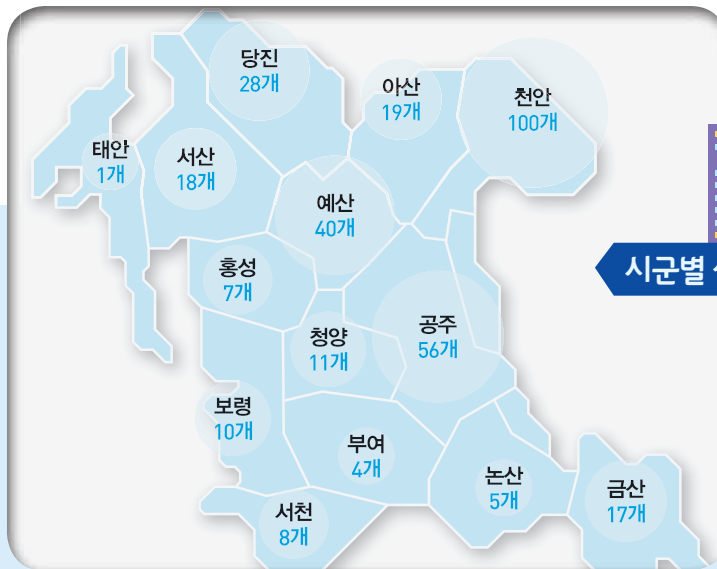 당진
28개
아산
19개
천안
100개
태안
1개
서산
18개
예산
40개
홍성
7개
청양
11개
공주
56개
보령
10개
부여
4개
논산
5개
금산
17개
서천
8개
시군별